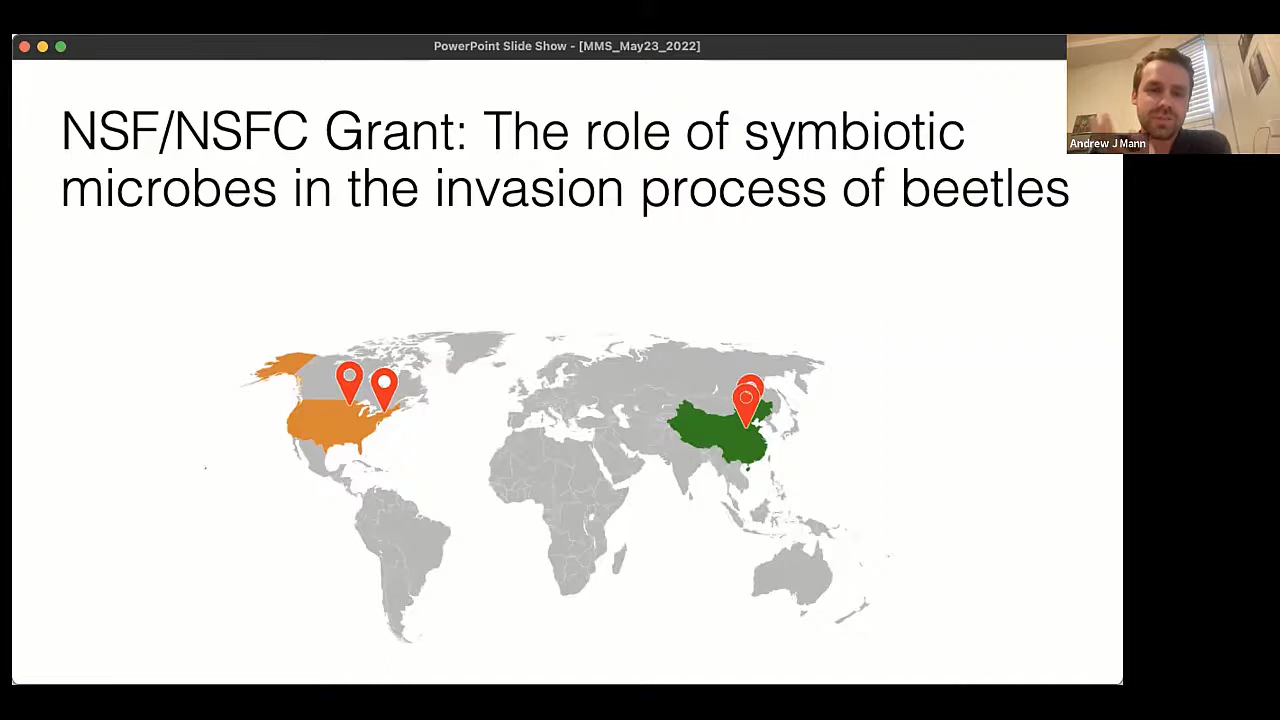 PowerPoint Slide Show - [MMS_May23_2022]
NSF/NSFC Grant: The role of symbiotic
microbes in the invasion process of beetles
Andrew J Mann